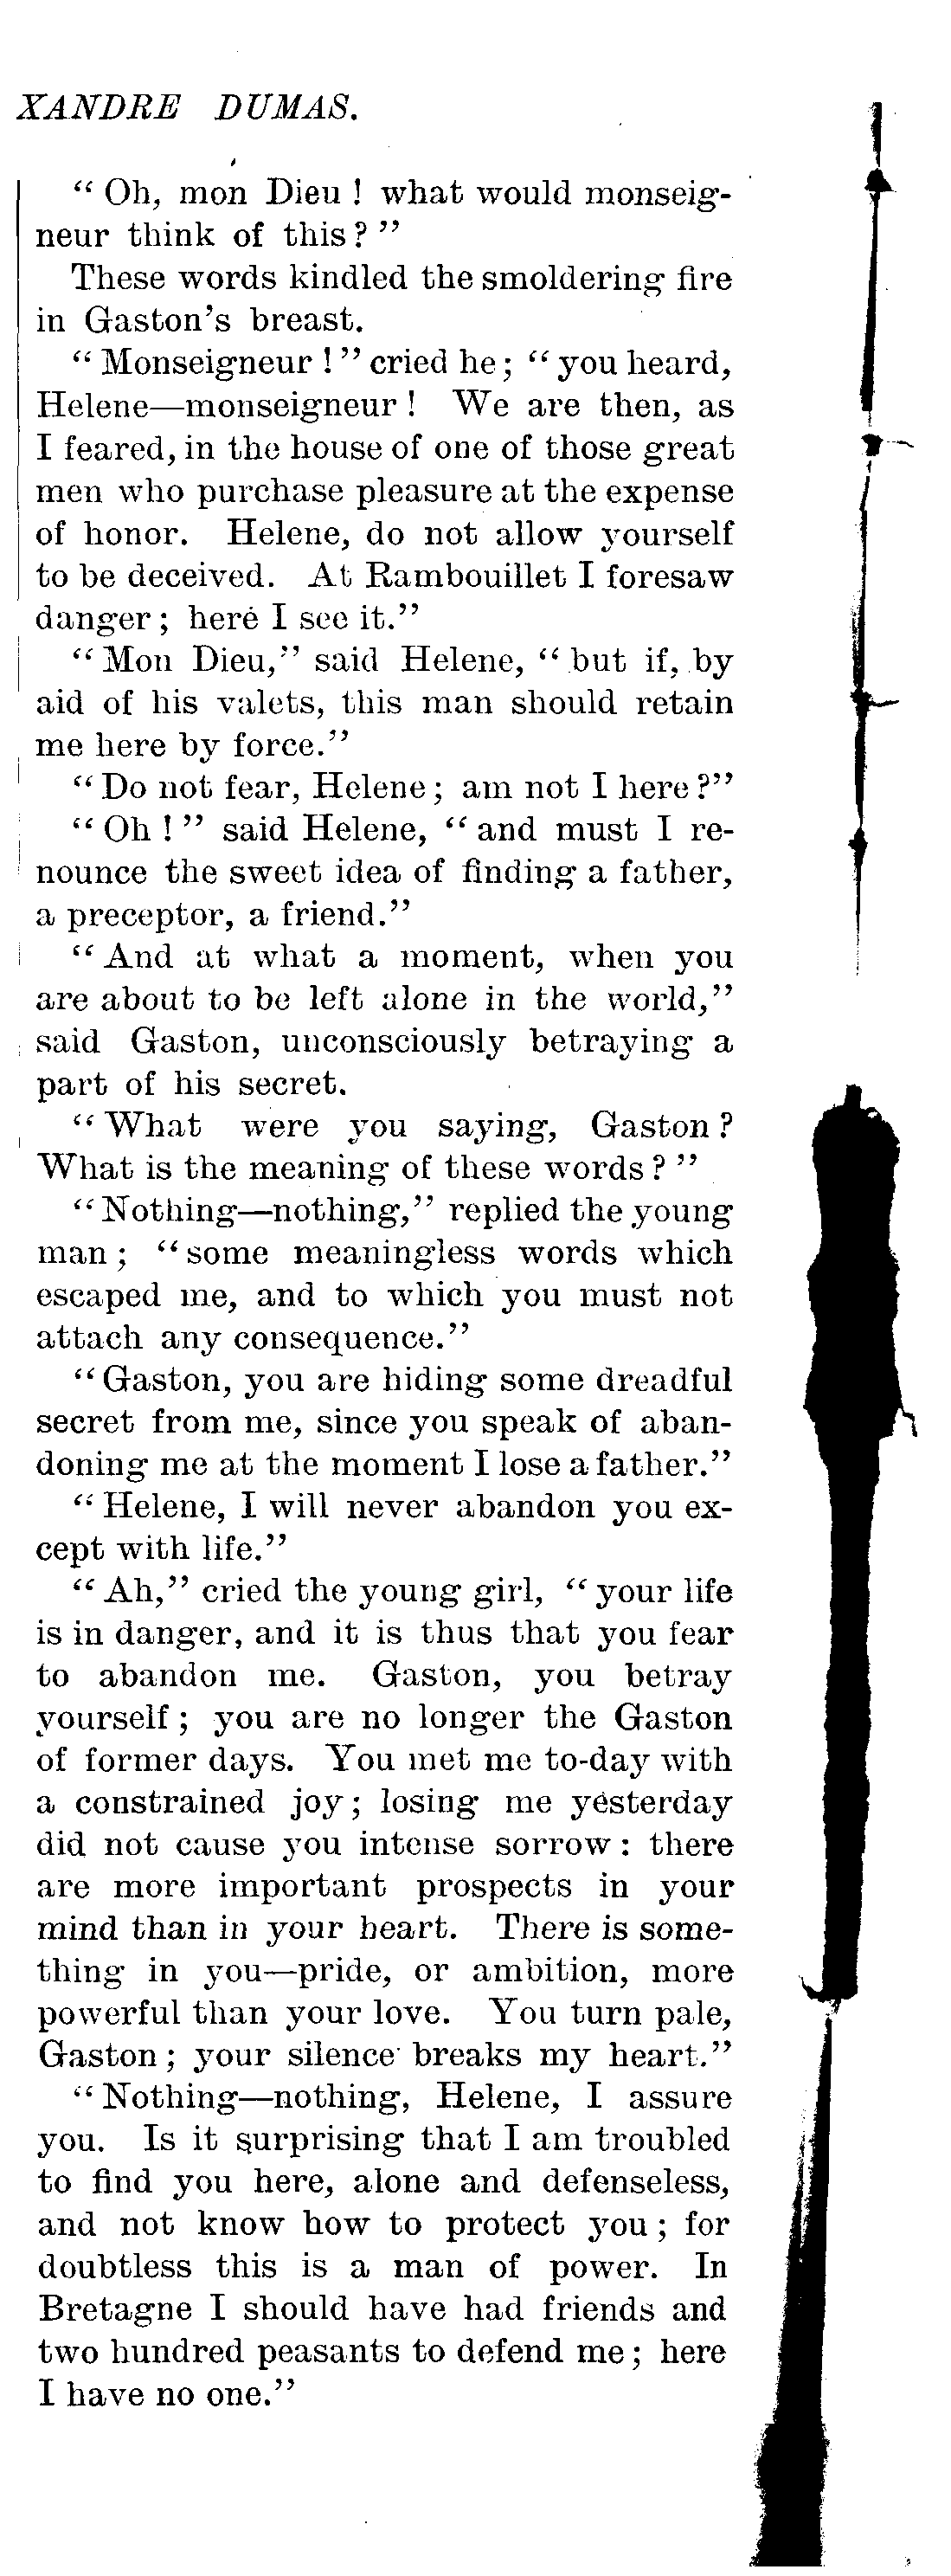 XANDRE DUMAS.
“ Oh, mon Dieu ! what would monseig-
neur think of this ? ”
These words kindled the smoldering fire
in Gaston’s breast.
“ Monseigneur ! ” cried he ; “ you heard,
Helene—monseigneur ! We are then, as
I feared, in the house of one of those great
men who purchase pleasure at the expense
of honor. Helene, do not allow yourself
to be deceived. At Rambouillet I foresaw
danger ; here I see it.”
“ Mon Dieu,” said Helene, “ but if, by
aid of his valets, this man should retain
me here by force.”
“ Do not fear, Helene ; am not I here ?”
“ Oh ! ” said Helene, “ and must I re-
nounce the sweet idea of finding a father,
a preceptor, a friend.”
“ And at what a moment, when you
are about to be left alone in the world,”
said Gaston, unconsciously betraying a
part of his secret.
“ What were you saying, Gaston ?
What is the meaning of these words ? ”
“ Nothing—nothing,” replied the young
man ; “ some meaningless words which
escaped me, and to which you must not
attach any consequence.”
“ Gaston, you are hiding some dreadful
secret from me, since you speak of aban-
doning me at the moment I lose a father.”
“ Helene, I will never abandon you ex-
cept with life.”
“ Ah,” cried the young girl, “ your life
is in danger, and it is thus that you fear
to abandon me. Gaston, you betray
yourself ; you are no longer the Gaston
of former days. You met me to-day with
a constrained joy ; losing me yesterday
did not cause you intense sorrow : there
are more important prospects in your
mind than in your heart. There is some-
thing in you—pride, or ambition, more
powerful than your love. You turn pale,
Gaston ; your silence breaks my heart.”
“ Nothing—nothing, Helene, I assure
you. Is it surprising that I am troubled
to find you here, alone and defenseless,
and not know how to protect you ; for
doubtless this is a man of power. In
Bretagne I should have had friends and
two hundred peasants to defend me ; here
I have no one.”